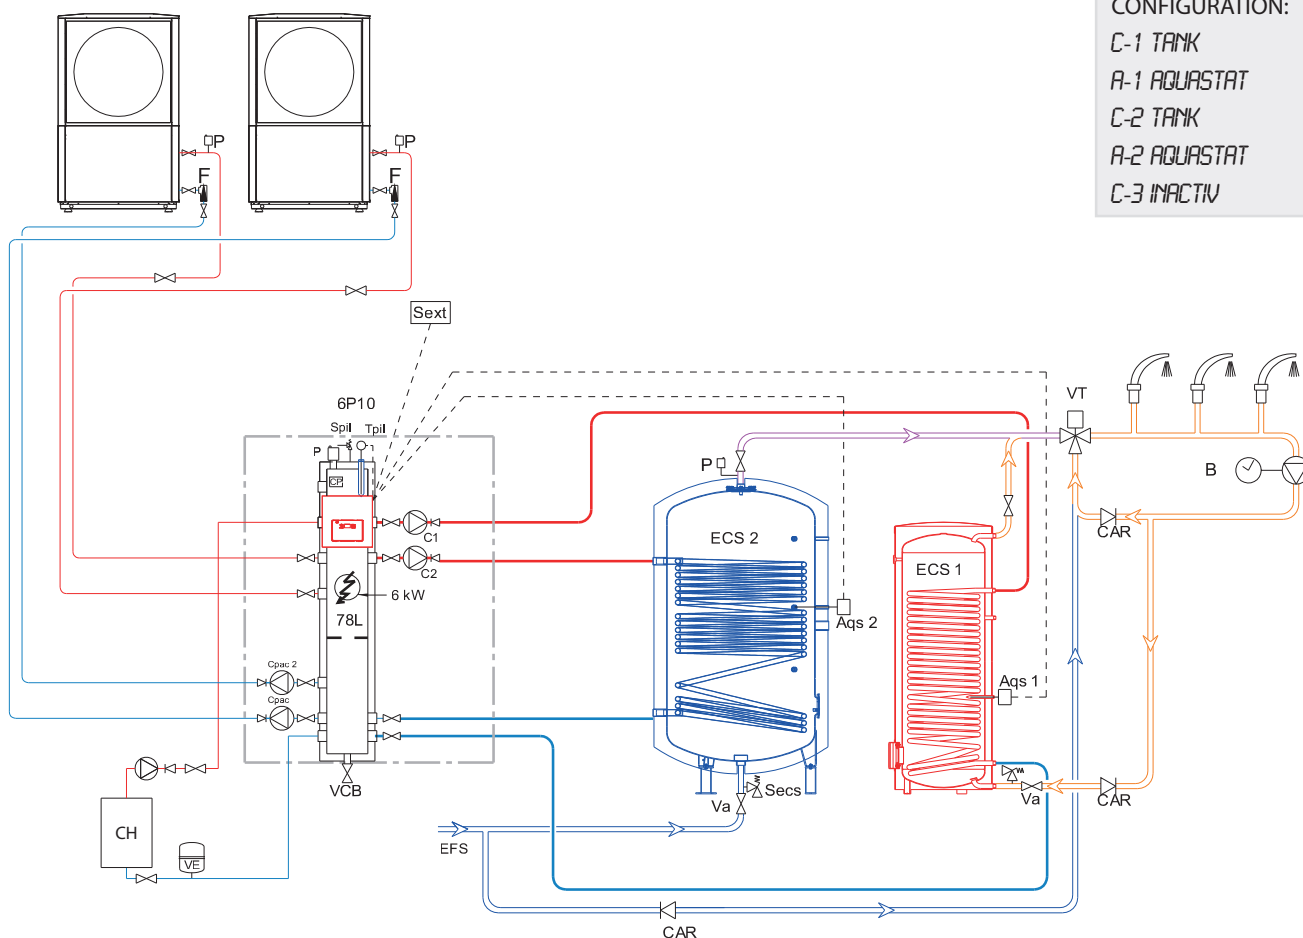 CONFIGURATION:
C-1 TANK
A-1 AQUASTAT
C-2 TANK
A-2 AQUASTAT
C-3 INACTIV
P
P
F
F
Sext
6P10
Spil
Tpil
P
CP
C1
C2
6 kW
78L
Cpac 2
Cpac
VCB
CH
VE
P
ECS 2
Aqs 2
ECS 1
Aqs 1
VT
B
CAR
Secs
Va
Va
CAR
EFS
CAR